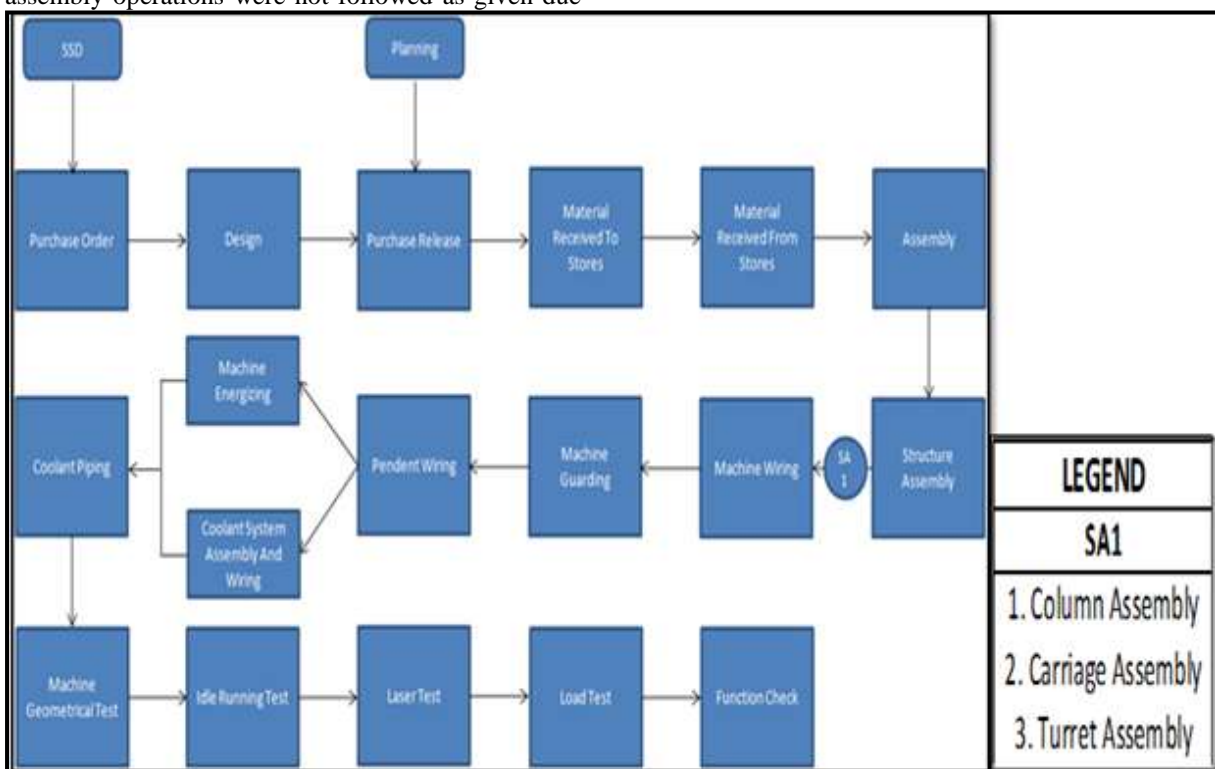 assembly operations were not followed as given due
SSD
Planning
Purchase Order
Design
Purchase Release
Material
Received To
Stores
Material
Received From
Stores
Assembly
Structure
Assembly
SA
1
Machine Wiring
Machine
Guarding
Pendent Wiring
Machine
Energizing
Coolant System
Assembly And
Wiring
Coolant Piping
Machine
Geometrical Test
Idle Running Test
Laser Test
Load Test
Function Check
LEGEND
SA1
1. Column Assembly
2. Carriage Assembly
3. Turret Assembly